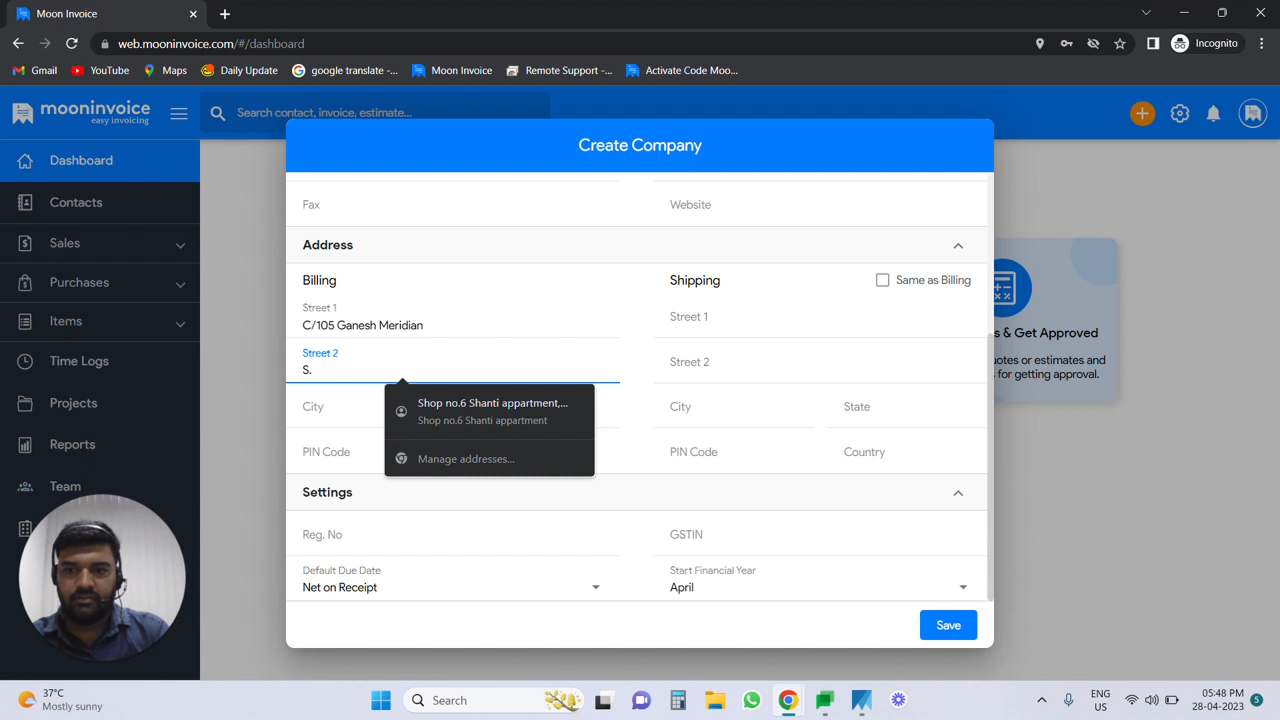 Moon Invoice
web.mooninvoice.com/#/dashboard
Incognito
Gmail
YouTube
Maps
Daily Update
google translate -...
Moon Invoice
Remote Support -...
Activate Code Moo...
mooninvoice
easy invoicing
Search contact, invoice, estimate...
Create Company
Dashboard
Contacts
Sales
Purchases
Items
Time Logs
Projects
Reports
Team
Fax
Website
Address
Billing
Shipping
Same as Billing
Street 1
C/105 Ganesh Meridian
Street 1
Street 2
S.
Street 2
Shop no.6 Shanti appartment,...
Shop no.6 Shanti appartment
Manage addresses...
City
City
State
PIN Code
PIN Code
Country
Settings
Reg. No
GSTIN
Default Due Date
Net on Receipt
Start Financial Year
April
Save
& Get Approved
uotes or estimates and
s for getting approval.
37°C
Mostly sunny
Search
ENG
US
05:48 PM
28-04-2023
5